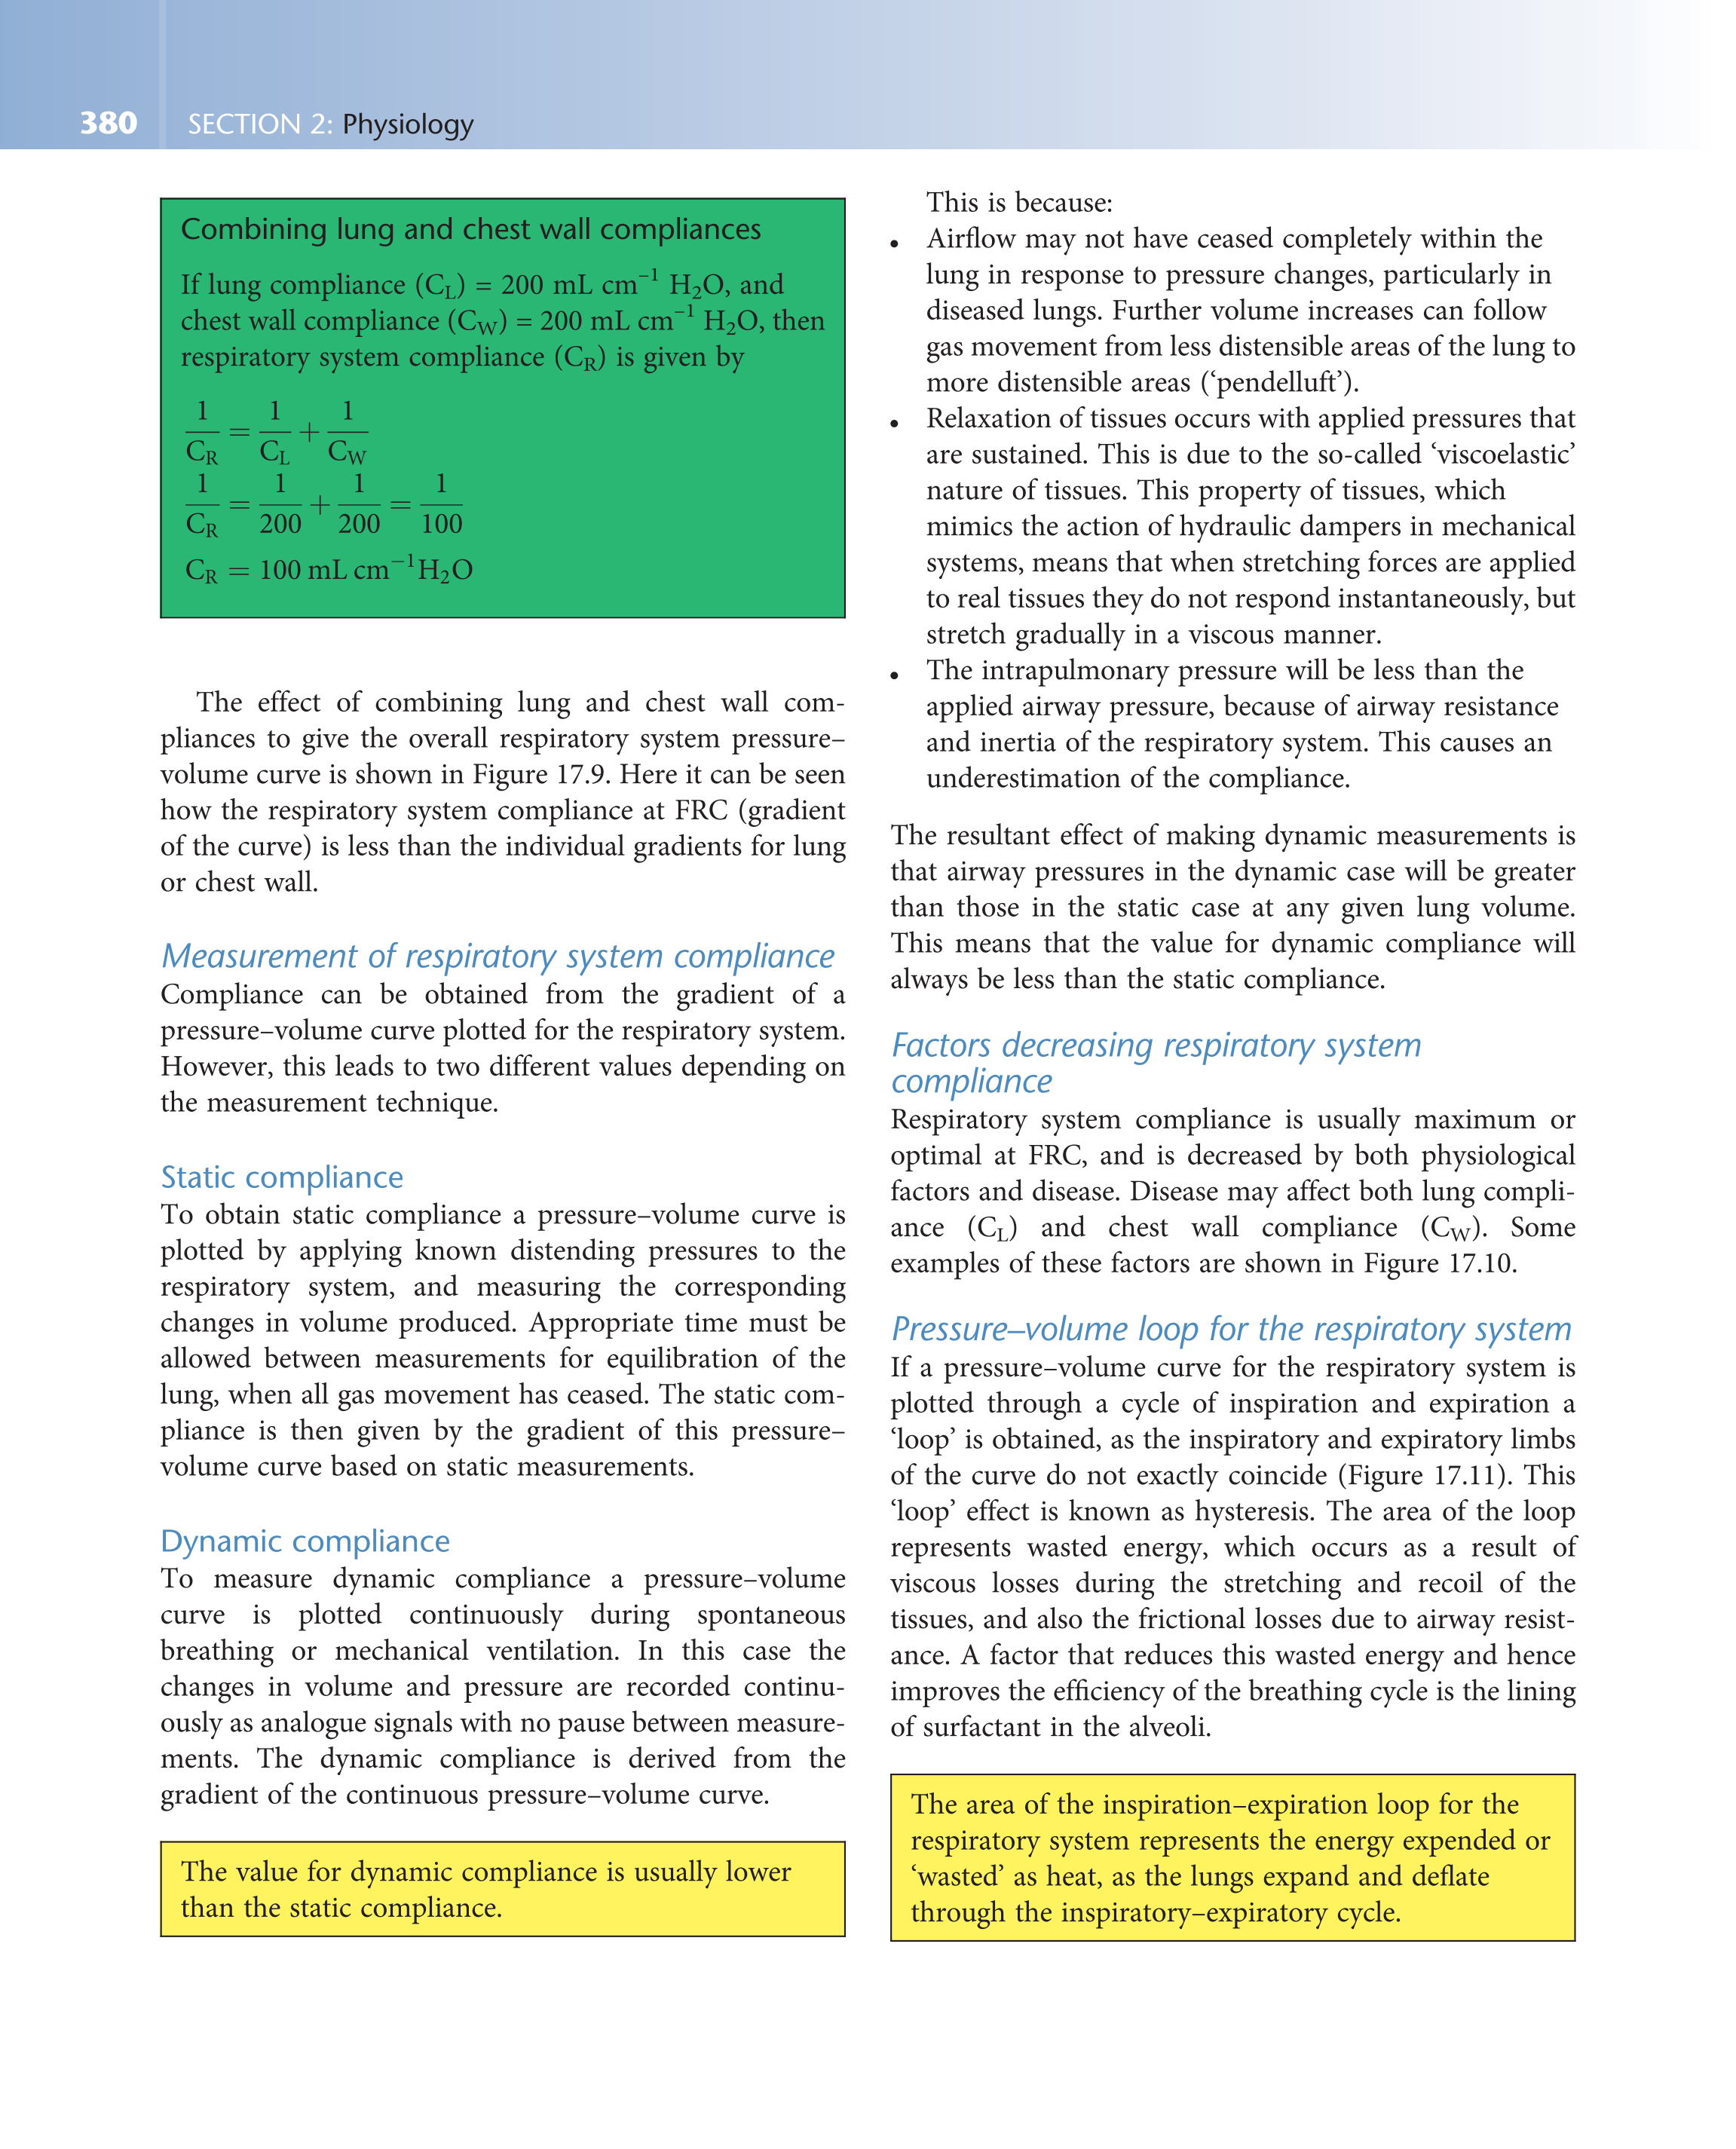 380 SECTION 2: Physiology
Combining lung and chest wall compliances
If lung compliance (C_L) = 200 mL cm⁻¹ H₂O, and
chest wall compliance (C_W) = 200 mL cm⁻¹ H₂O, then
respiratory system compliance (C_R) is given by
1/C_R = 1/C_L + 1/C_W
1/C_R = 1/200 + 1/200 = 1/100
C_R = 100 mL cm⁻¹H₂O
The effect of combining lung and chest wall com-
pliances to give the overall respiratory system pressure–
volume curve is shown in Figure 17.9. Here it can be seen
how the respiratory system compliance at FRC (gradient
of the curve) is less than the individual gradients for lung
or chest wall.
Measurement of respiratory system compliance
Compliance can be obtained from the gradient of a
pressure–volume curve plotted for the respiratory system.
However, this leads to two different values depending on
the measurement technique.
Static compliance
To obtain static compliance a pressure–volume curve is
plotted by applying known distending pressures to the
respiratory system, and measuring the corresponding
changes in volume produced. Appropriate time must be
allowed between measurements for equilibration of the
lung, when all gas movement has ceased. The static com-
pliance is then given by the gradient of this pressure–
volume curve based on static measurements.
Dynamic compliance
To measure dynamic compliance a pressure–volume
curve is plotted continuously during spontaneous
breathing or mechanical ventilation. In this case the
changes in volume and pressure are recorded continu-
ously as analogue signals with no pause between measure-
ments. The dynamic compliance is derived from the
gradient of the continuous pressure–volume curve.
The value for dynamic compliance is usually lower
than the static compliance.
This is because:
• Airflow may not have ceased completely within the
lung in response to pressure changes, particularly in
diseased lungs. Further volume increases can follow
gas movement from less distensible areas of the lung to
more distensible areas (‘pendelluft’).
• Relaxation of tissues occurs with applied pressures that
are sustained. This is due to the so-called ‘viscoelastic’
nature of tissues. This property of tissues, which
mimics the action of hydraulic dampers in mechanical
systems, means that when stretching forces are applied
to real tissues they do not respond instantaneously, but
stretch gradually in a viscous manner.
• The intrapulmonary pressure will be less than the
applied airway pressure, because of airway resistance
and inertia of the respiratory system. This causes an
underestimation of the compliance.
The resultant effect of making dynamic measurements is
that airway pressures in the dynamic case will be greater
than those in the static case at any given lung volume.
This means that the value for dynamic compliance will
always be less than the static compliance.
Factors decreasing respiratory system
compliance
Respiratory system compliance is usually maximum or
optimal at FRC, and is decreased by both physiological
factors and disease. Disease may affect both lung compli-
ance (C_L) and chest wall compliance (C_W). Some
examples of these factors are shown in Figure 17.10.
Pressure–volume loop for the respiratory system
If a pressure–volume curve for the respiratory system is
plotted through a cycle of inspiration and expiration a
‘loop’ is obtained, as the inspiratory and expiratory limbs
of the curve do not exactly coincide (Figure 17.11). This
‘loop’ effect is known as hysteresis. The area of the loop
represents wasted energy, which occurs as a result of
viscous losses during the stretching and recoil of the
tissues, and also the frictional losses due to airway resist-
ance. A factor that reduces this wasted energy and hence
improves the efficiency of the breathing cycle is the lining
of surfactant in the alveoli.
The area of the inspiration–expiration loop for the
respiratory system represents the energy expended or
‘wasted’ as heat, as the lungs expand and deflate
through the inspiratory–expiratory cycle.